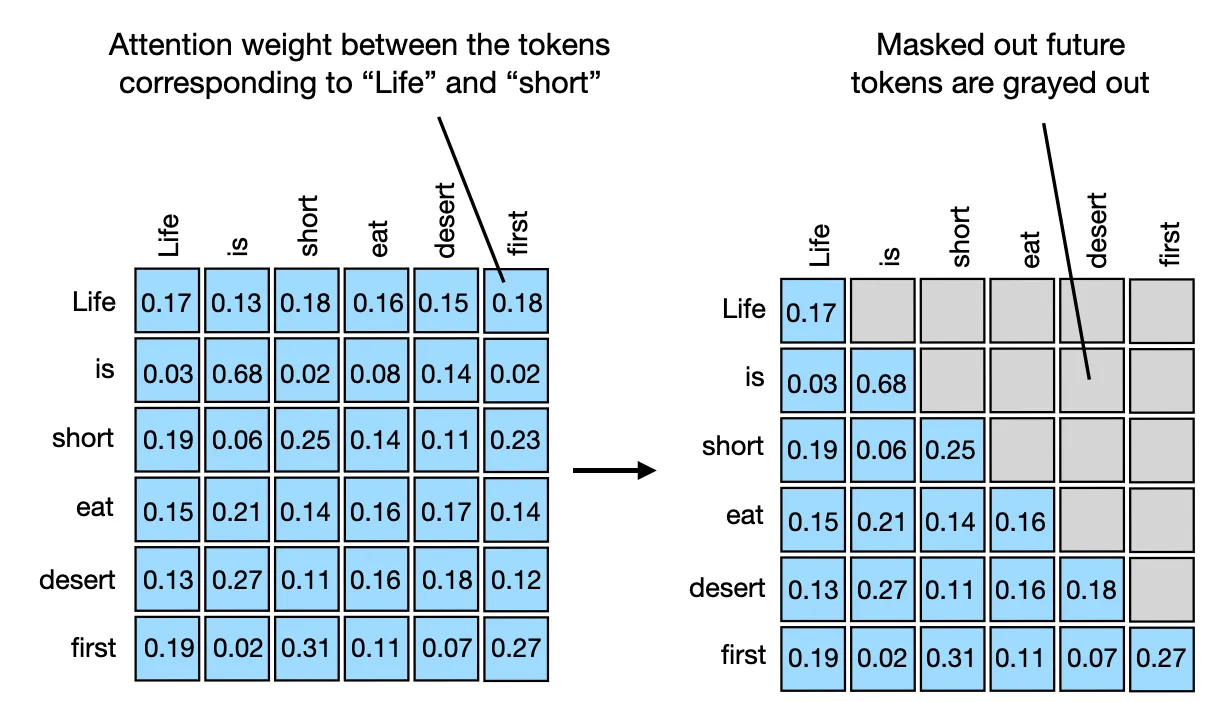 Attention weight between the tokens
corresponding to “Life” and “short”
Masked out future
tokens are grayed out
Life is short eat desert first
Life 0.17 0.13 0.18 0.16 0.15 0.18
is 0.03 0.68 0.02 0.08 0.14 0.02
short 0.19 0.06 0.25 0.14 0.11 0.23
eat 0.15 0.21 0.14 0.16 0.17 0.14
desert 0.13 0.27 0.11 0.16 0.18 0.12
first 0.19 0.02 0.31 0.11 0.07 0.27
Life is short eat desert first
Life 0.17
is 0.03 0.68
short 0.19 0.06 0.25
eat 0.15 0.21 0.14 0.16
desert 0.13 0.27 0.11 0.16 0.18
first 0.19 0.02 0.31 0.11 0.07 0.27